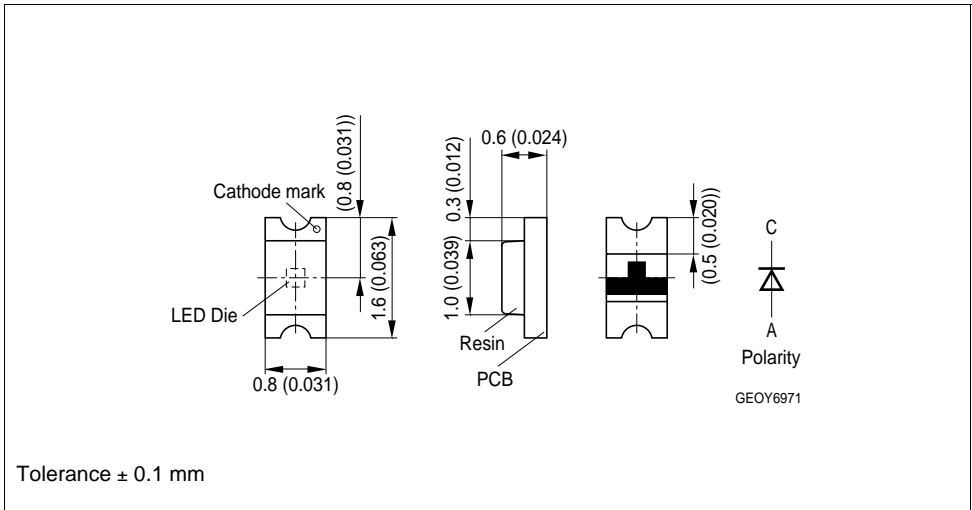 0.6 (0.024)
(0.8 (0.031))
0.3 (0.012)
Cathode mark
(0.5 (0.020))
C
1.6 (0.063)
1.0 (0.039)
LED Die
A
Resin
Polarity
0.8 (0.031)
PCB
GEOY6971
Tolerance ± 0.1 mm